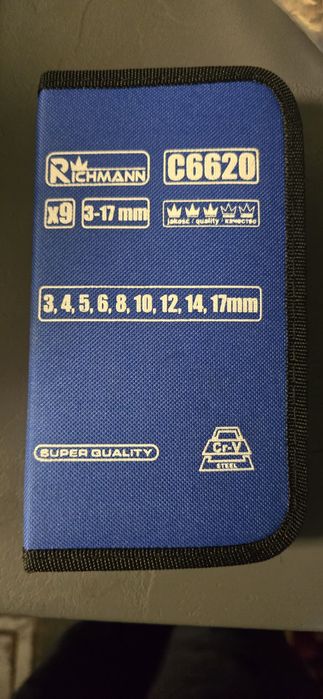 RICHMANN C6620
x9 3-17 mm jakość / quality / качество
3, 4, 5, 6, 8, 10, 12, 14, 17mm
SUPER QUALITY Cr-V
STEEL